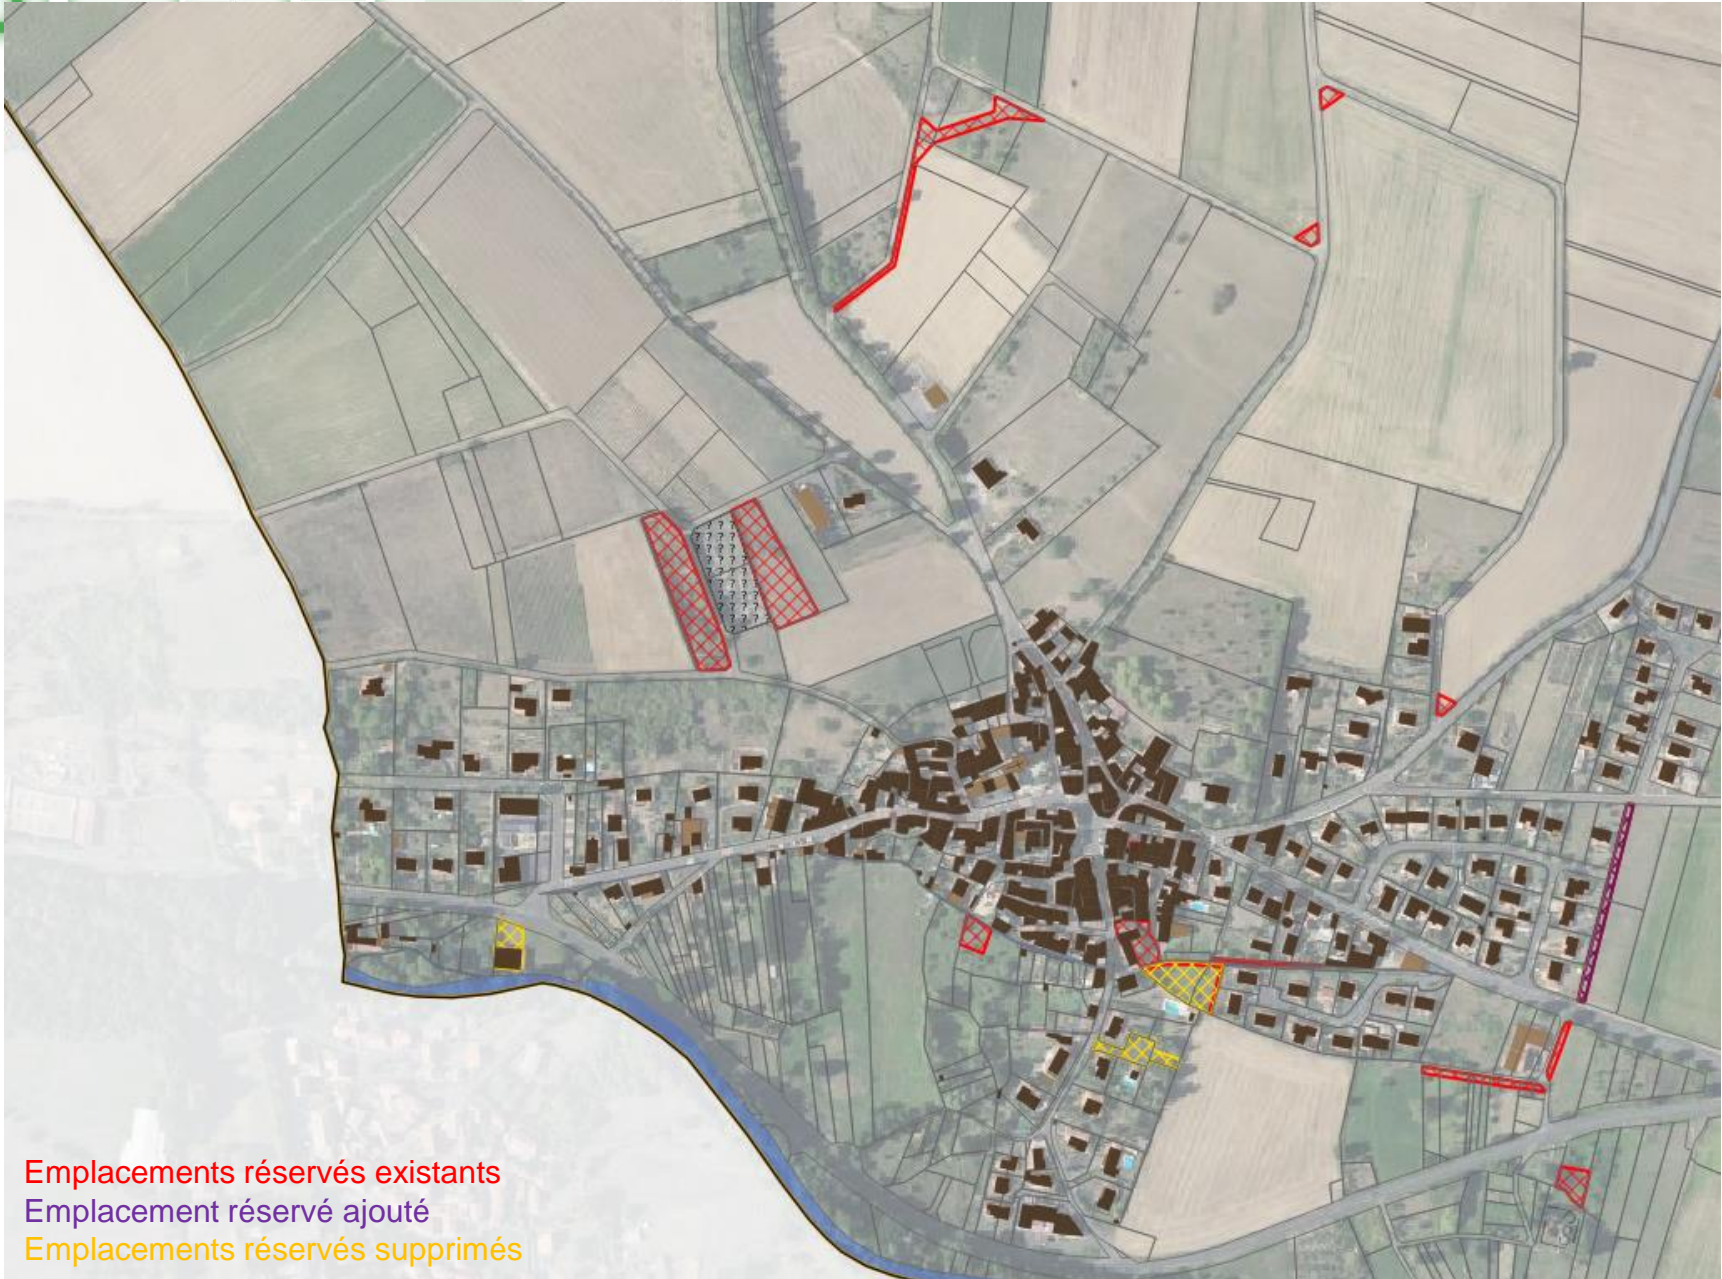 Emplacements réservés existants
Emplacement réservé ajouté
Emplacements réservés supprimés